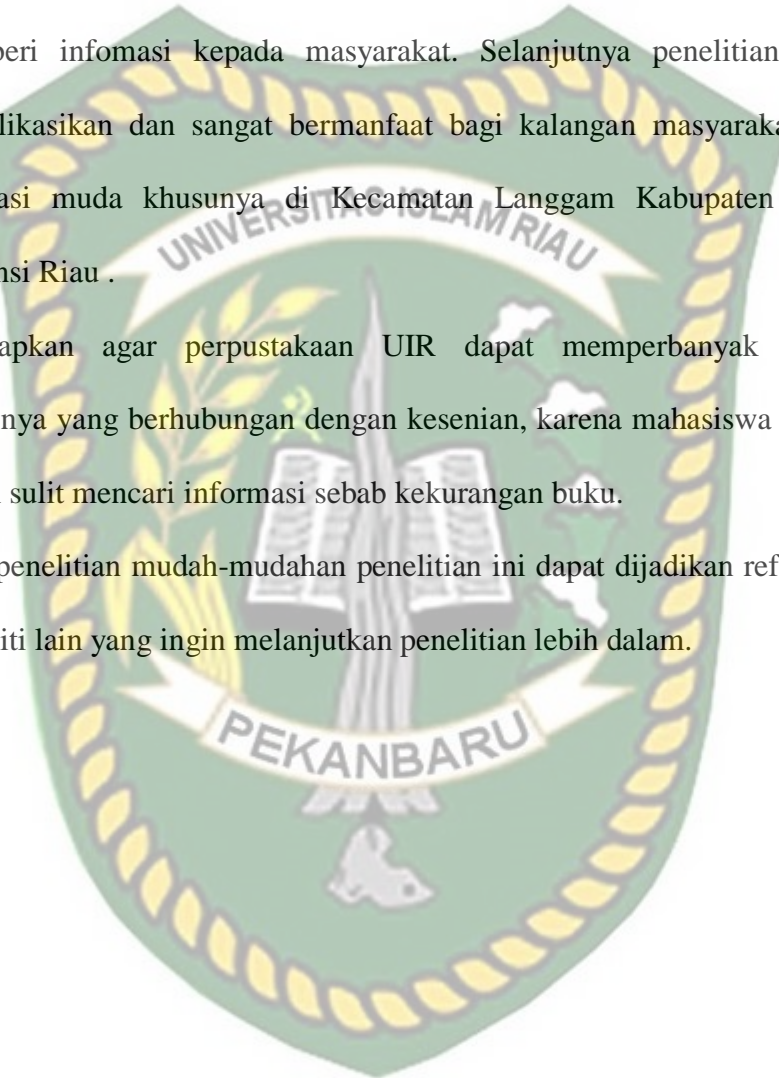 beri infomasi kepada masyarakat. Selanjutnya penelitian
likasikan dan sangat bermanfaat bagi kalangan masyaraka
asi muda khusunya di Kecamatan Langgam Kabupaten
UNIVERSITAS ISLAM RIAU
nsi Riau .
apkan agar perpustakaan UIR dapat memperbanyak
nya yang berhubungan dengan kesenian, karena mahasiswa
sulit mencari informasi sebab kekurangan buku.
penelitian mudah-mudahan penelitian ini dapat dijadikan ref
iti lain yang ingin melanjutkan penelitian lebih dalam.
PEKANBARU